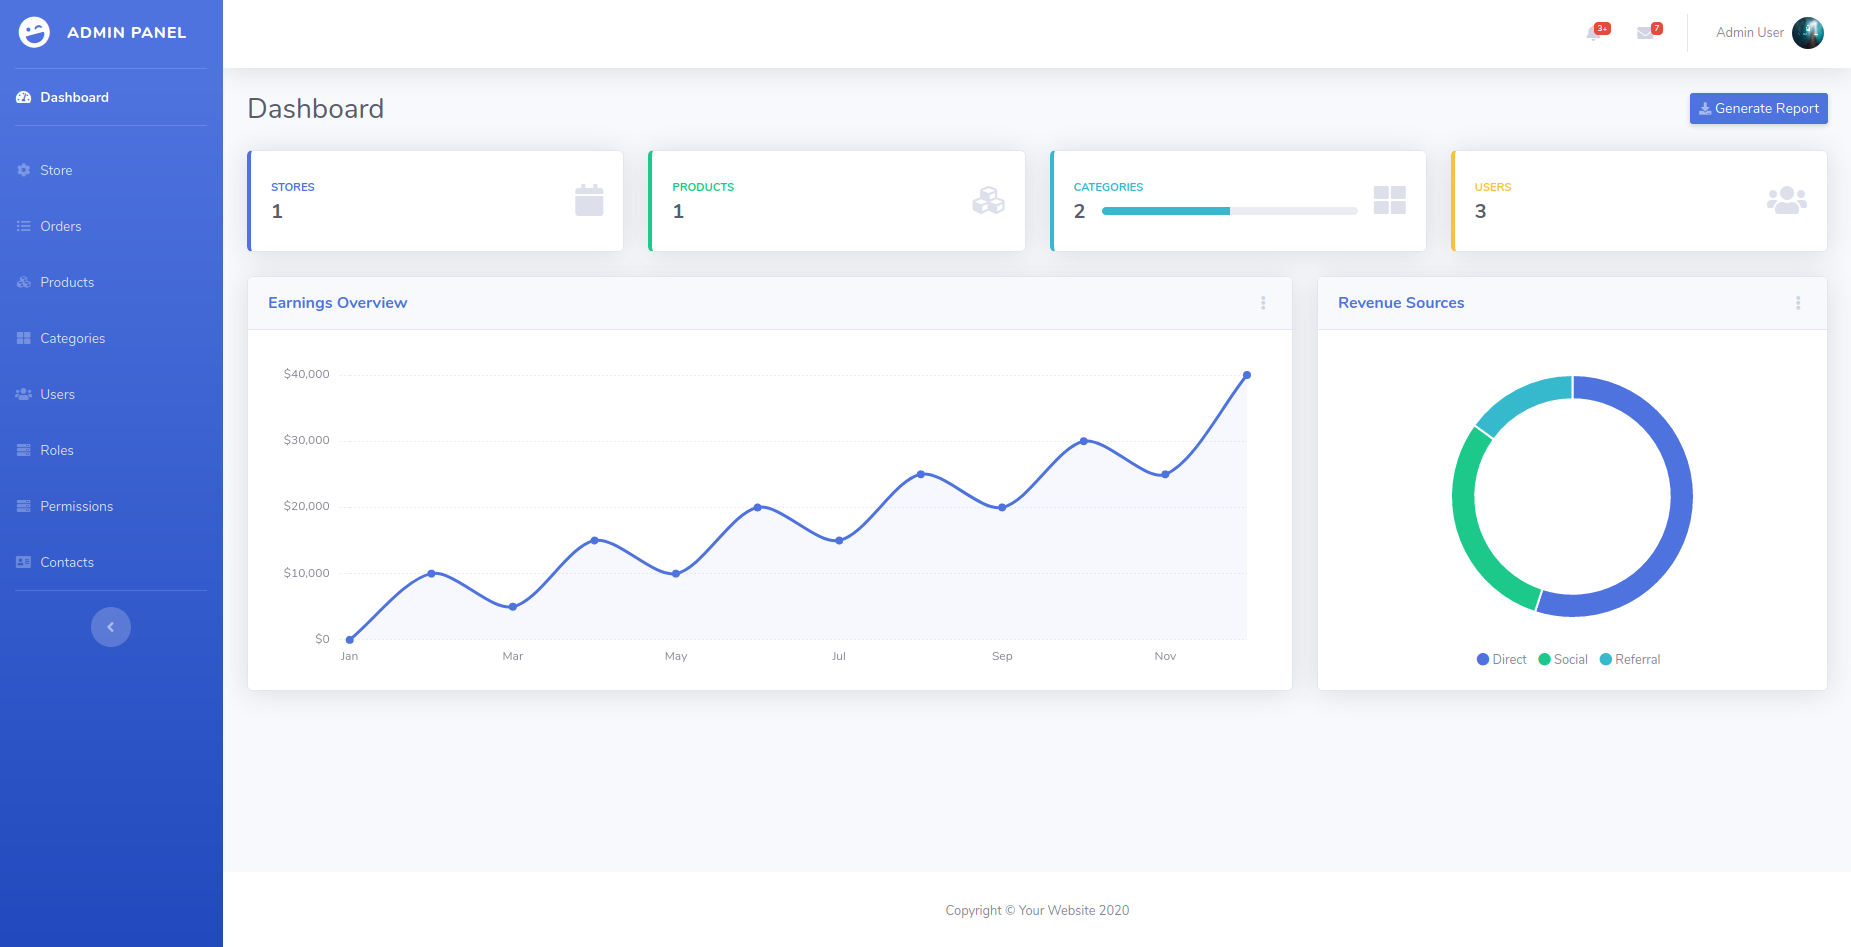 ADMIN PANEL
Dashboard
Store
Orders
Products
Categories
Users
Roles
Permissions
Contacts
3+
7
Admin User
Dashboard
Generate Report
STORES
1
PRODUCTS
1
CATEGORIES
2
USERS
3
Earnings Overview
$40,000
$30,000
$20,000
$10,000
$0
Jan Mar May Jul Sep Nov
Revenue Sources
Direct Social Referral
Copyright © Your Website 2020